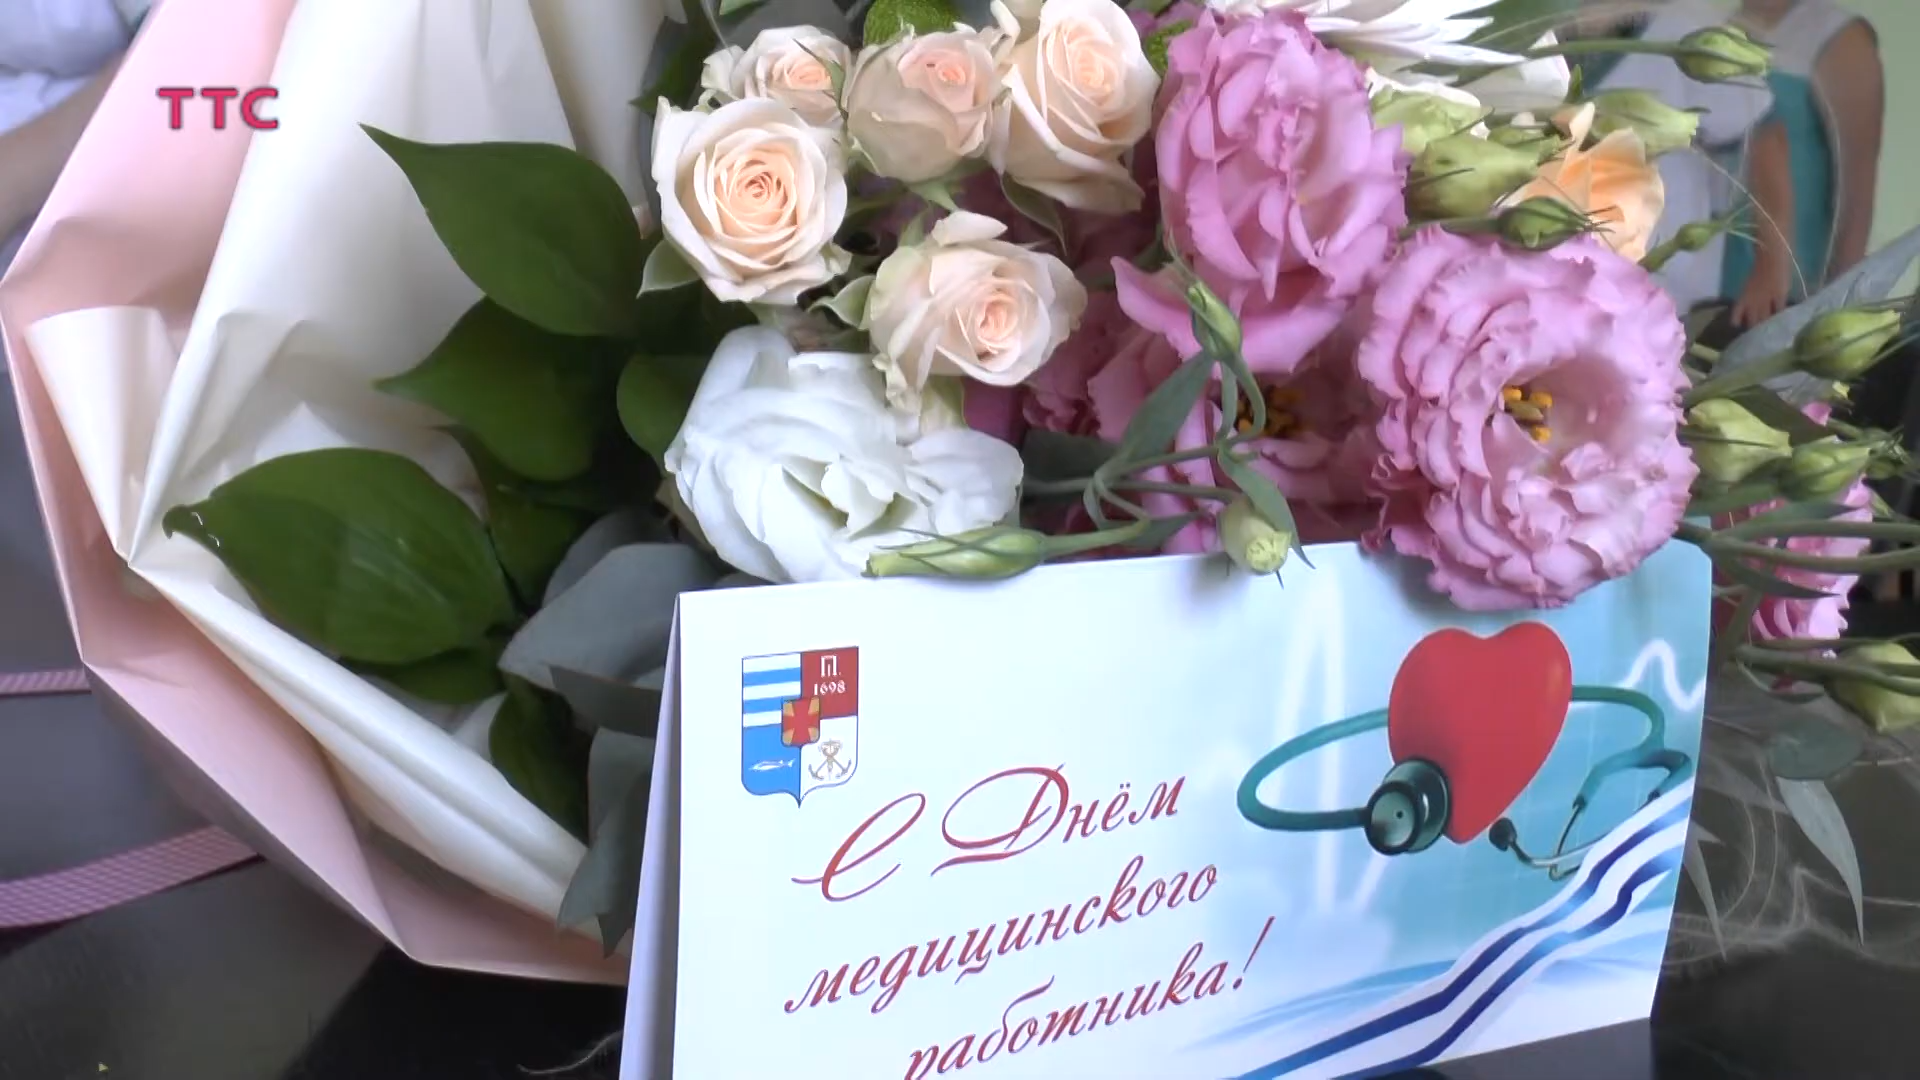 ТТС
П.
1698
С Днём
медицинского
работника!